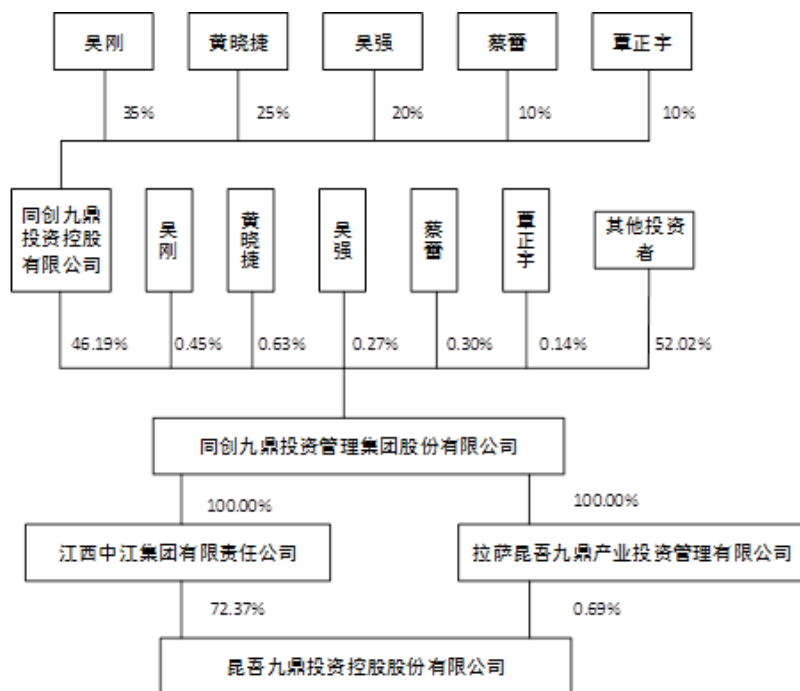 吴刚 黄晓捷 吴强 蔡蕾 覃正宇
35% 25% 20% 10% 10%
同创九鼎
投资控股
有限公司
吴刚
黄晓捷
吴强
蔡蕾
覃正宇
其他投资
者
46.19% 0.45% 0.63% 0.27% 0.30% 0.14% 52.02%
同创九鼎投资管理集团股份有限公司
100.00% 100.00%
江西中江集团有限责任公司 拉萨昆吾九鼎产业投资管理有限公司
72.37% 0.69%
昆吾九鼎投资控股股份有限公司